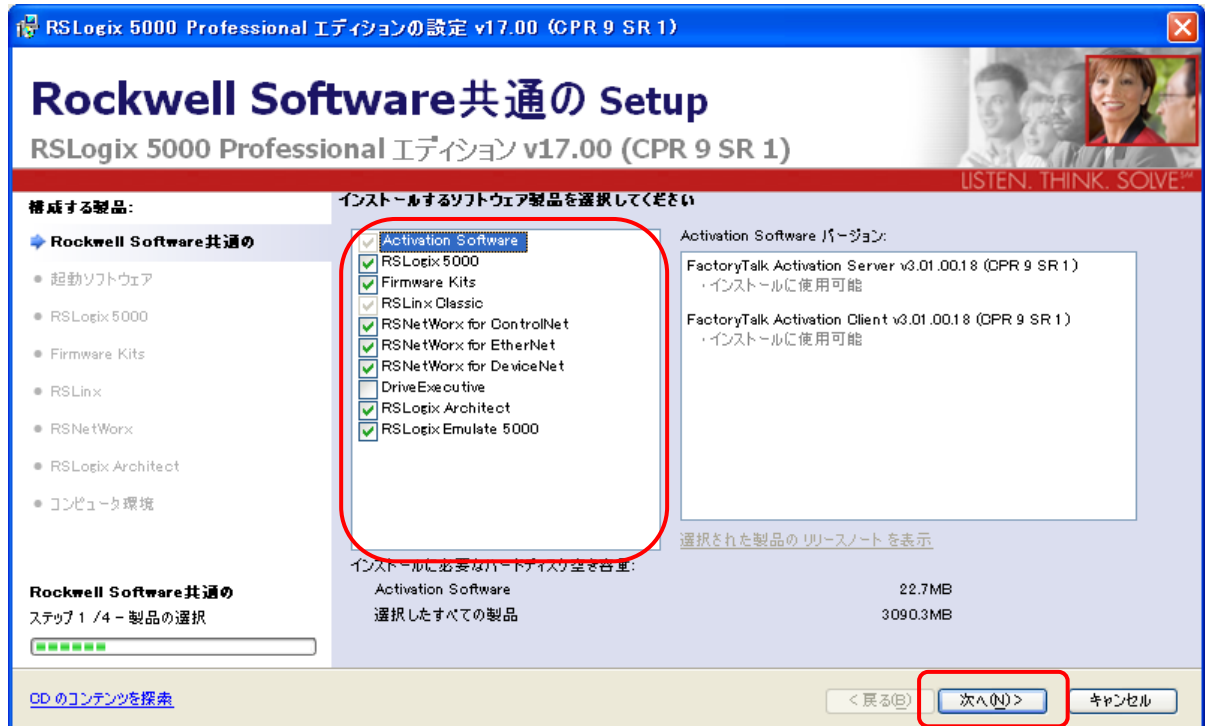 RSLogix 5000 Professional エディションの設定 v17.00 (CPR 9 SR 1)
Rockwell Software共通の Setup
RSLogix 5000 Professional エディション v17.00 (CPR 9 SR 1)
LISTEN. THINK. SOLVE.℠
構成する製品:
Rockwell Software共通の
起動ソフトウェア
RSLogix 5000
Firmware Kits
RSLinx
RSNetWorx
RSLogix Architect
コンピュータ環境
Rockwell Software共通の
ステップ 1 /4 - 製品の選択
インストールするソフトウェア製品を選択してください
Activation Software
RSLogix 5000
Firmware Kits
RSLinx Classic
RSNetWorx for ControlNet
RSNetWorx for EtherNet
RSNetWorx for DeviceNet
DriveExecutive
RSLogix Architect
RSLogix Emulate 5000
Activation Software バージョン:
FactoryTalk Activation Server v3.01.00.18 (CPR 9 SR 1)
・インストールに使用可能
FactoryTalk Activation Client v3.01.00.18 (CPR 9 SR 1)
・インストールに使用可能
選択された製品の リリースノート を表示
インストールに必要なハードディスク空き容量:
Activation Software 22.7MB
選択したすべての製品 3090.3MB
CD のコンテンツを探索
< 戻る(B)
次へ(N) >
キャンセル